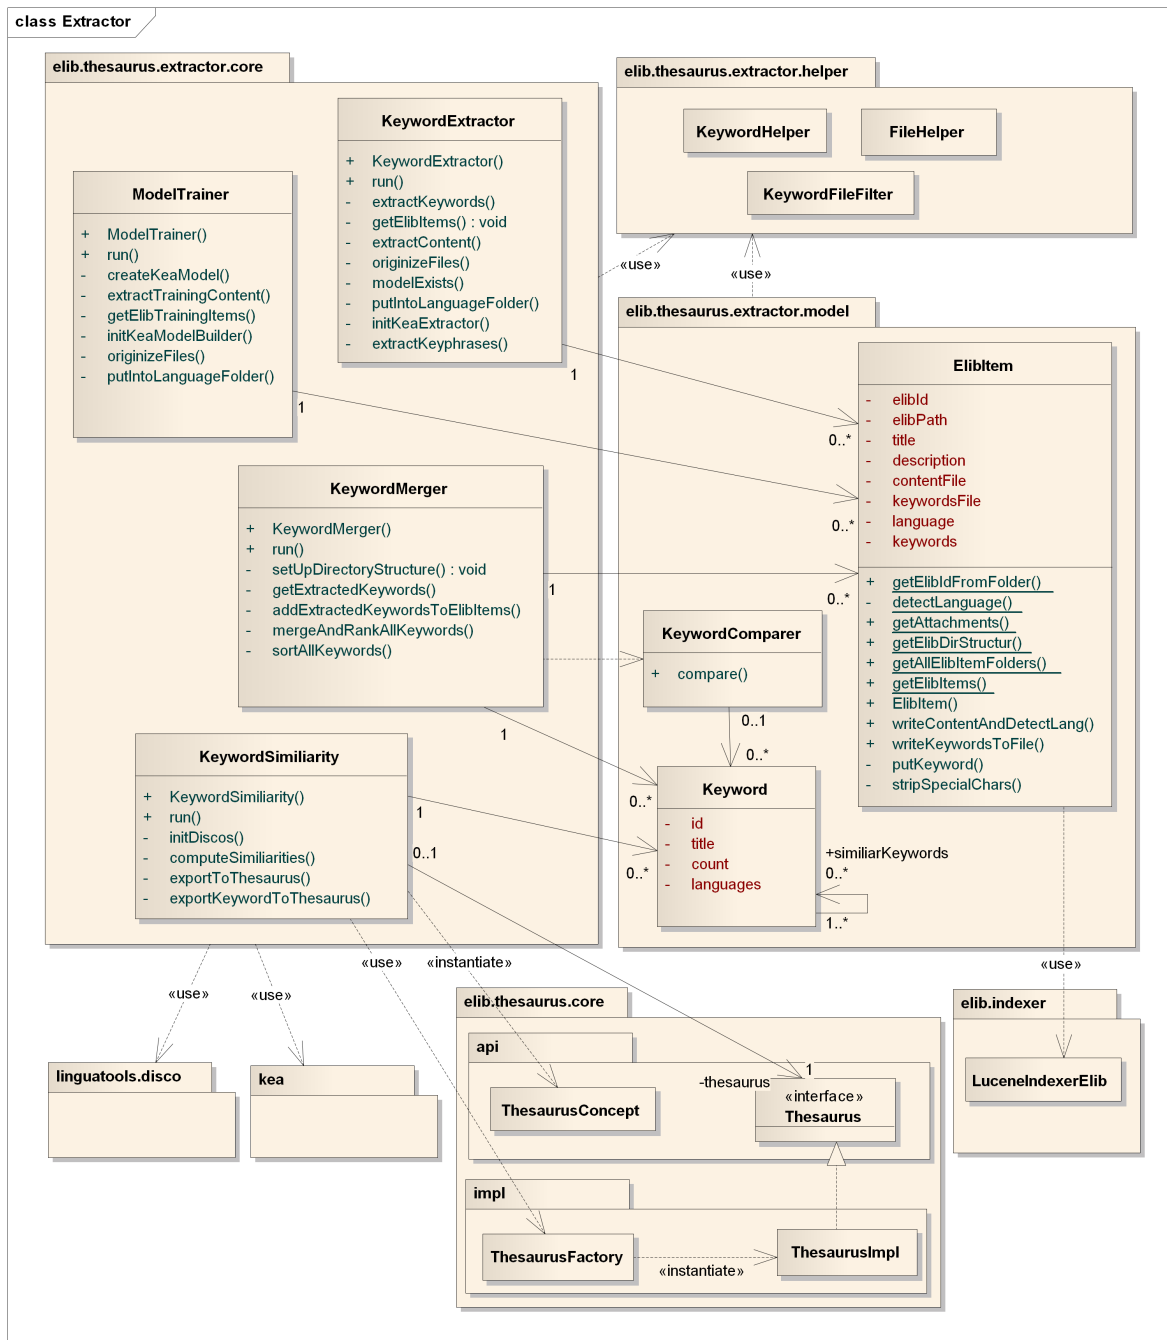 class Extractor
elib.thesaurus.extractor.core
KeywordExtractor
+ KeywordExtractor()
+ run()
- extractKeywords()
- getElibItems() : void
- extractContent()
- originizeFiles()
- modelExists()
- putIntoLanguageFolder()
- initKeaExtractor()
- extractKeyphrases()
ModelTrainer
+ ModelTrainer()
+ run()
- createKeaModel()
- extractTrainingContent()
- getElibTrainingItems()
- initKeaModelBuilder()
- originizeFiles()
- putIntoLanguageFolder()
1
1
KeywordMerger
+ KeywordMerger()
+ run()
- setUpDirectoryStructure() : void
- getExtractedKeywords()
- addExtractedKeywordsToElibItems()
- mergeAndRankAllKeywords()
- sortAllKeywords()
1
1
KeywordSimiliarity
+ KeywordSimiliarity()
+ run()
- initDiscos()
- computeSimiliarities()
- exportToThesaurus()
- exportKeywordToThesaurus()
1
0..1
elib.thesaurus.extractor.helper
KeywordHelper
FileHelper
KeywordFileFilter
«use»
«use»
elib.thesaurus.extractor.model
ElibItem
- elibId
- elibPath
- title
- description
- contentFile
- keywordsFile
- language
- keywords
+ getElibIdFromFolder()
- detectLanguage()
+ getAttachments()
+ getElibDirStructur()
+ getAllElibItemFolders()
+ getElibItems()
+ ElibItem()
+ writeContentAndDetectLang()
+ writeKeywordsToFile()
- putKeyword()
- stripSpecialChars()
0..*
0..*
0..*
KeywordComparer
+ compare()
0..1
0..*
Keyword
- id
- title
- count
- languages
0..*
0..*
+similiarKeywords
0..*
1..*
«use»
«instantiate»
«use»
«use»
«use»
linguatools.disco
kea
elib.thesaurus.core
api
ThesaurusConcept
-thesaurus
1
«interface»
Thesaurus
impl
ThesaurusFactory
«instantiate»
ThesaurusImpl
elib.indexer
LuceneIndexerElib